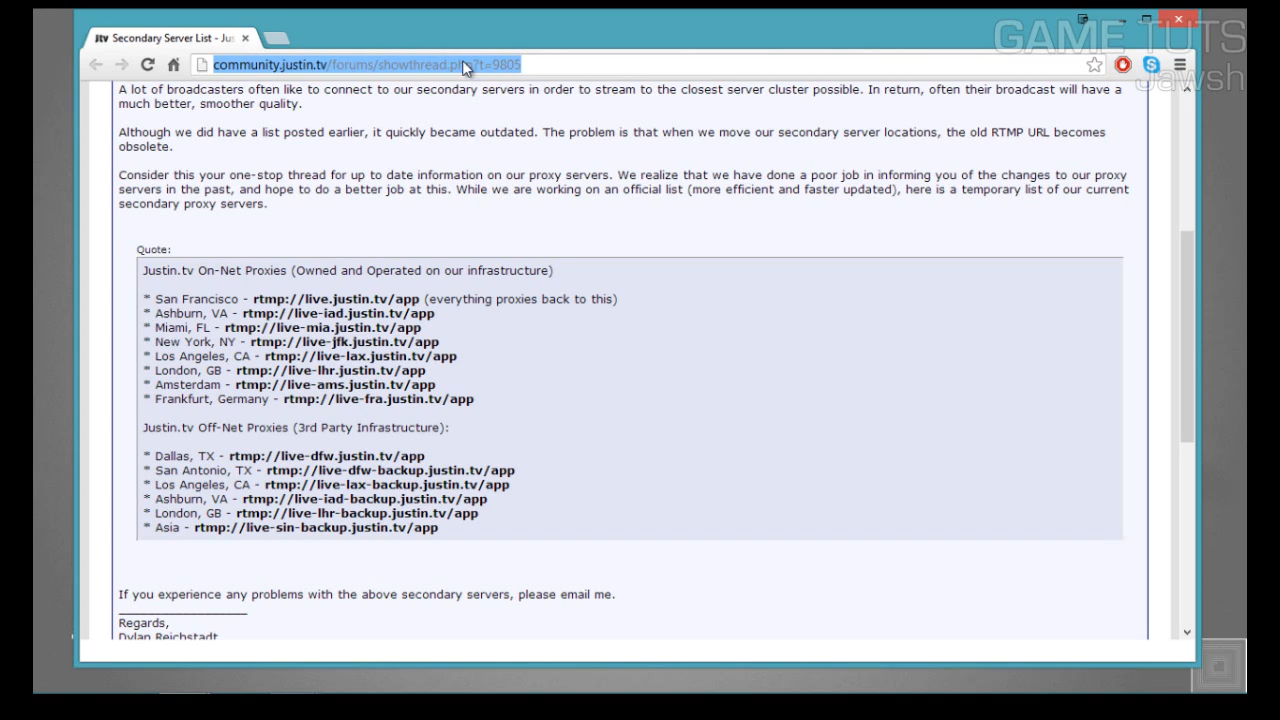 GAME TUTS
Jawsh
Jtv Secondary Server List - Jus
community.justin.tv/forums/showthread.php?t=9805
A lot of broadcasters often like to connect to our secondary servers in order to stream to the closest server cluster possible. In return, often their broadcast will have a
much better, smoother quality.
Although we did have a list posted earlier, it quickly became outdated. The problem is that when we move our secondary server locations, the old RTMP URL becomes
obsolete.
Consider this your one-stop thread for up to date information on our proxy servers. We realize that we have done a poor job in informing you of the changes to our proxy
servers in the past, and hope to do a better job at this. While we are working on an official list (more efficient and faster updated), here is a temporary list of our current
secondary proxy servers.
Quote:
Justin.tv On-Net Proxies (Owned and Operated on our infrastructure)
* San Francisco - rtmp://live.justin.tv/app (everything proxies back to this)
* Ashburn, VA - rtmp://live-iad.justin.tv/app
* Miami, FL - rtmp://live-mia.justin.tv/app
* New York, NY - rtmp://live-jfk.justin.tv/app
* Los Angeles, CA - rtmp://live-lax.justin.tv/app
* London, GB - rtmp://live-lhr.justin.tv/app
* Amsterdam - rtmp://live-ams.justin.tv/app
* Frankfurt, Germany - rtmp://live-fra.justin.tv/app
Justin.tv Off-Net Proxies (3rd Party Infrastructure):
* Dallas, TX - rtmp://live-dfw.justin.tv/app
* San Antonio, TX - rtmp://live-dfw-backup.justin.tv/app
* Los Angeles, CA - rtmp://live-lax-backup.justin.tv/app
* Ashburn, VA - rtmp://live-iad-backup.justin.tv/app
* London, GB - rtmp://live-lhr-backup.justin.tv/app
* Asia - rtmp://live-sin-backup.justin.tv/app
If you experience any problems with the above secondary servers, please email me.
Regards,
Dylan Reichstadt